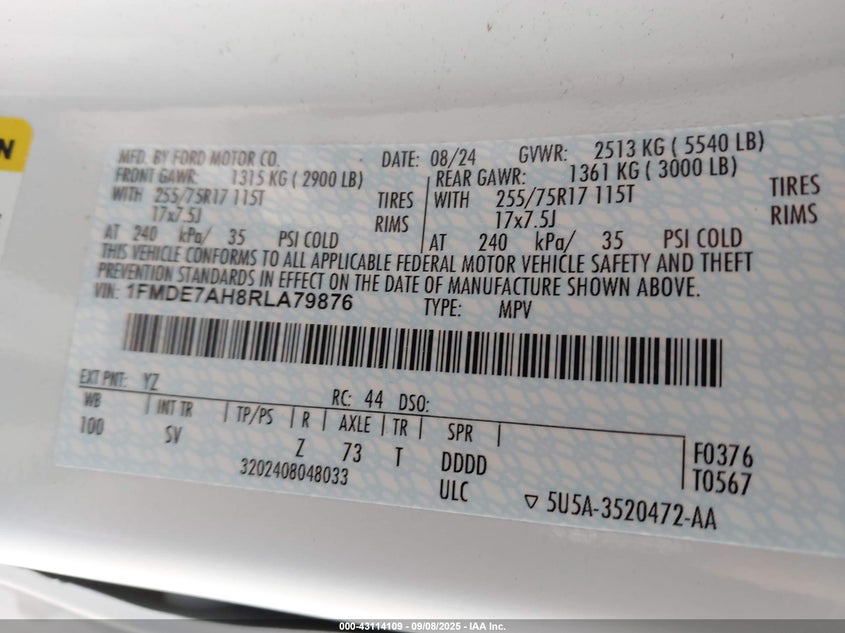 N
MFD. BY FORD MOTOR CO. DATE: 08/24 GVWR: 2513 KG ( 5540 LB)
FRONT GAWR: 1315 KG ( 2900 LB) REAR GAWR: 1361 KG ( 3000 LB)
WITH 255/75R17 115T TIRES WITH 255/75R17 115T TIRES
17x7.5J RIMS 17x7.5J RIMS
AT 240 kPa/ 35 PSI COLD AT 240 kPa/ 35 PSI COLD
THIS VEHICLE CONFORMS TO ALL APPLICABLE FEDERAL MOTOR VEHICLE SAFETY AND THEFT
PREVENTION STANDARDS IN EFFECT ON THE DATE OF MANUFACTURE SHOWN ABOVE.
VIN: 1FMDE7AH8RLA79876 TYPE: MPV
EXT PNT: YZ RC: 44 DSO:
WB INT TR TP/PS R AXLE TR SPR
100 SV Z 73 T DDDD F0376
3202408048033 ULC T0567
5U5A-3520472-AA
000-43114109 - 09/08/2025 - IAA Inc.